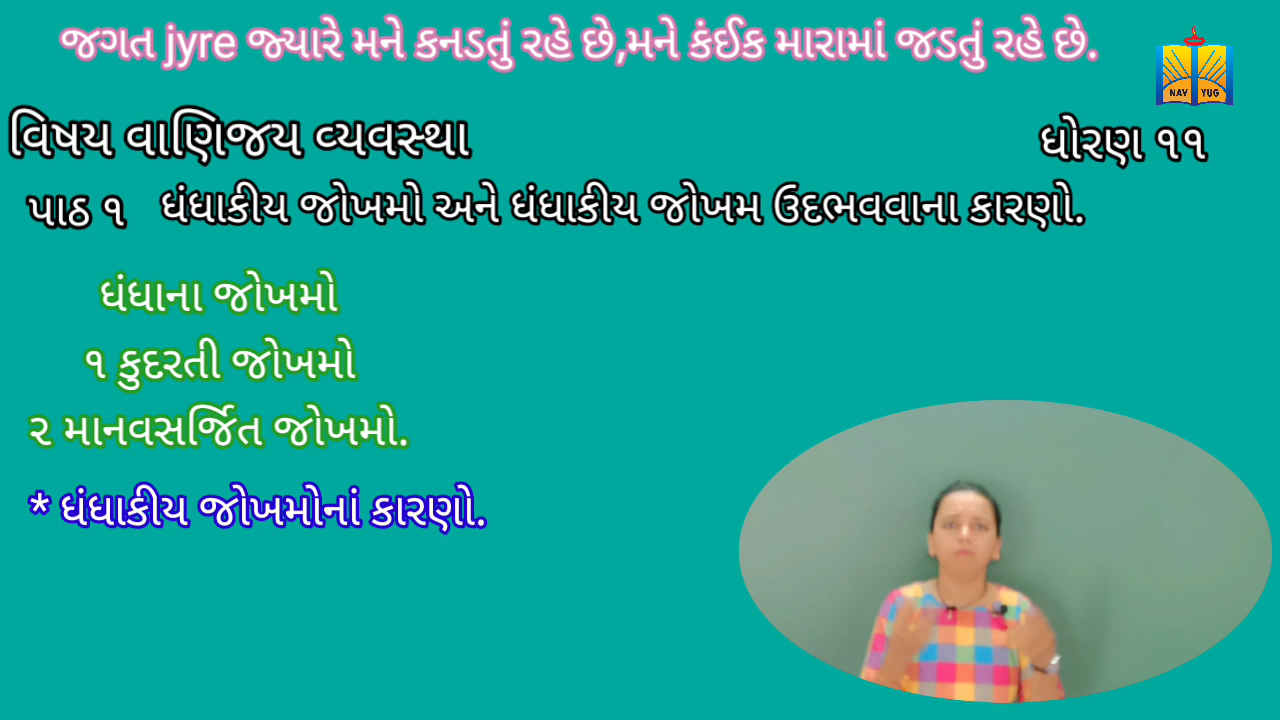 જગત jyre જ્યારે મને કનડતું રહે છે,મને કંઈક મારામાં જડતું રહે છે.
NAV YUG
વિષય વાણિજ્ય વ્યવસ્થા
ધોરણ ૧૧
પાઠ ૧ ધંધાકીય જોખમો અને ધંધાકીય જોખમ ઉદભવવાના કારણો.
ધંધાના જોખમો
૧ કુદરતી જોખમો
૨ માનવસર્જિત જોખમો.
* ધંધાકીય જોખમોનાં કારણો.